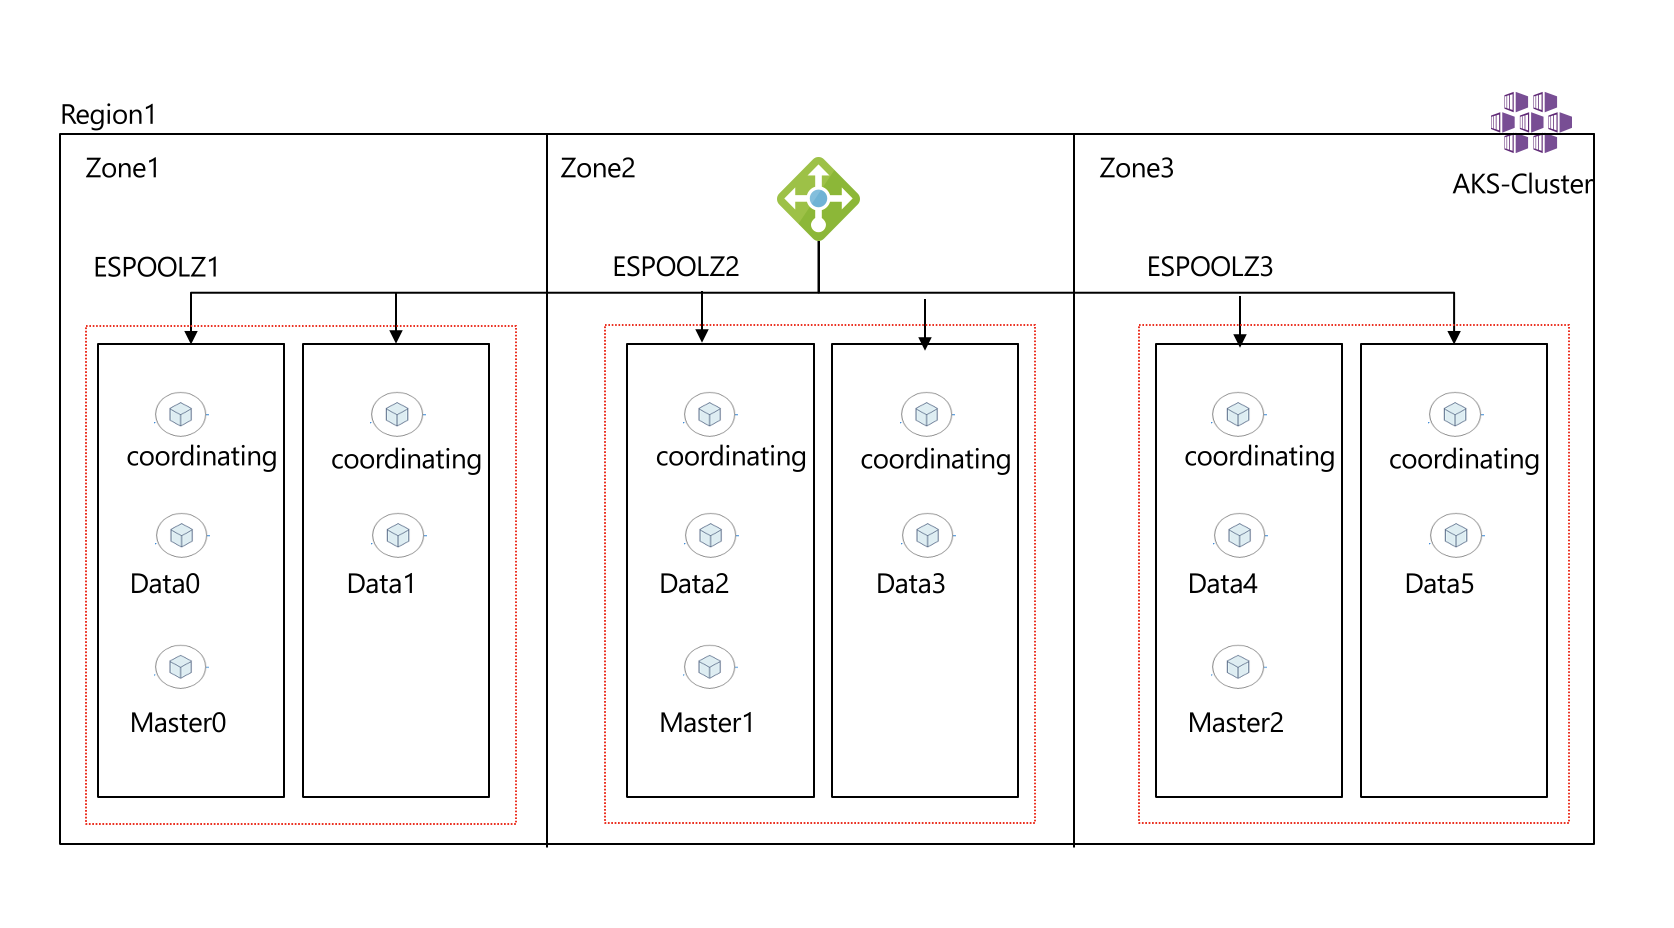 Region1
Zone1
Zone2
Zone3
AKS-Cluster
ESPOOLZ1
ESPOOLZ2
ESPOOLZ3
coordinating
coordinating
coordinating
coordinating
coordinating
coordinating
Data0
Data1
Data2
Data3
Data4
Data5
Master0
Master1
Master2